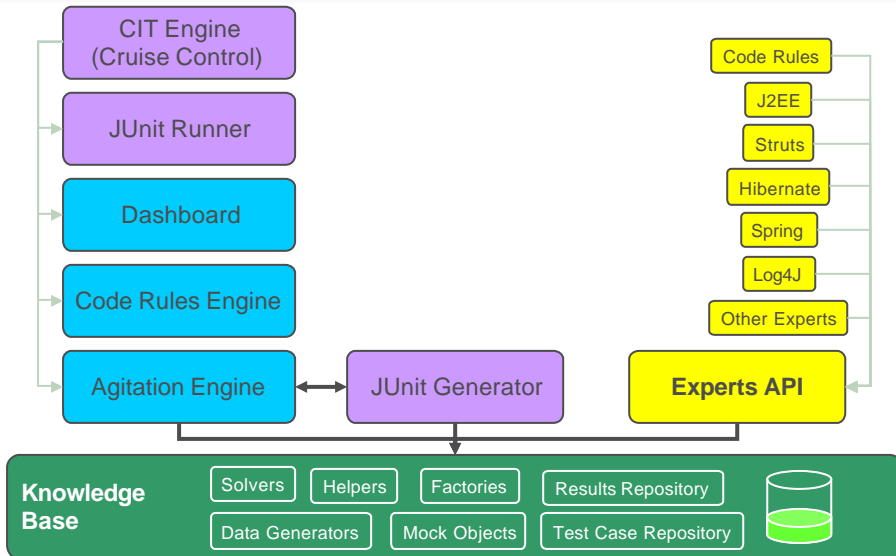 CIT Engine
(Cruise Control)
JUnit Runner
Dashboard
Code Rules Engine
Agitation Engine
JUnit Generator
Code Rules
J2EE
Struts
Hibernate
Spring
Log4J
Other Experts
Experts API
Knowledge
Base
Solvers
Helpers
Factories
Results Repository
Data Generators
Mock Objects
Test Case Repository